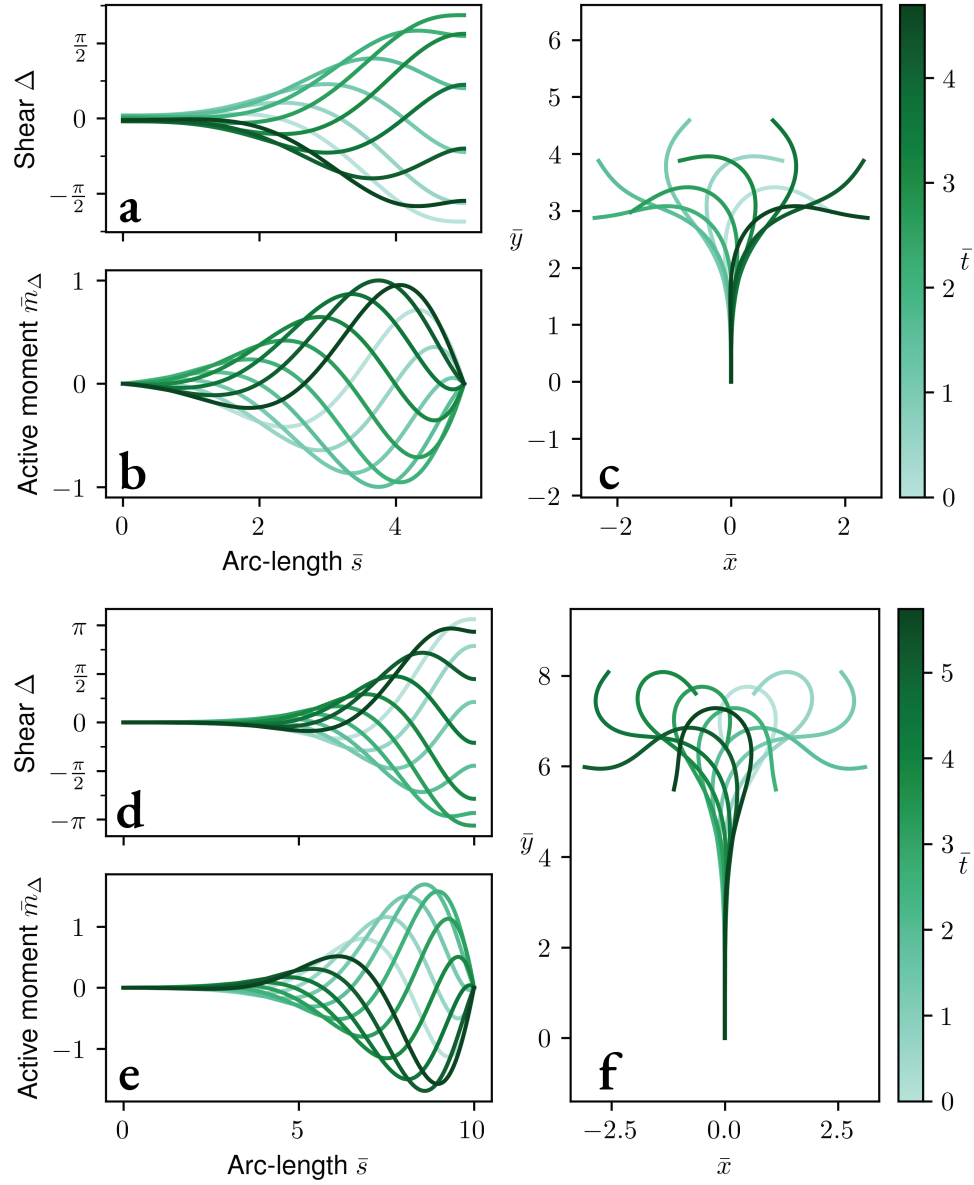 Shear Δ
π/2
0
−π/2
a
Active moment m̄_Δ
1
0
−1
b
0 2 4
Arc-length s̄
ȳ
6
5
4
3
2
1
0
−1
−2
c
−2 0 2
x̄
4
3
2
1
0
t̄
Shear Δ
π
π/2
0
−π/2
−π
d
Active moment m̄_Δ
1
0
−1
e
0 5 10
Arc-length s̄
ȳ
8
6
4
2
0
f
−2.5 0.0 2.5
x̄
5
4
3
2
1
0
t̄